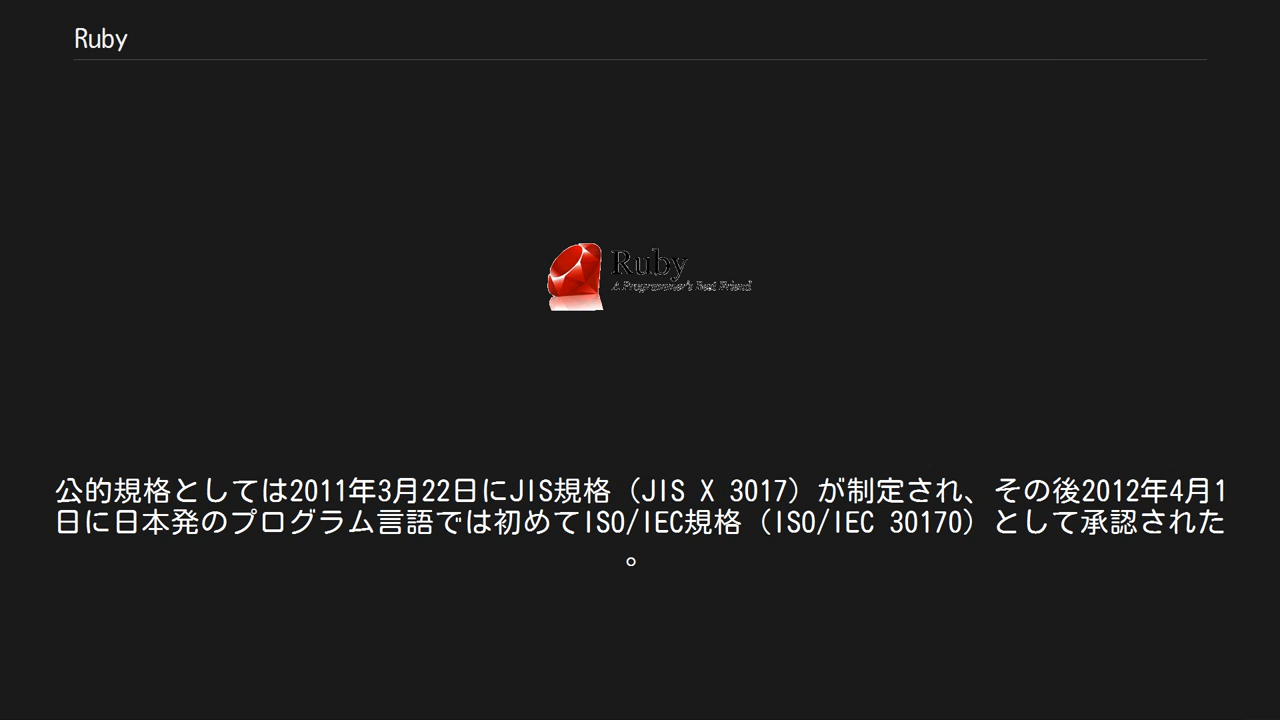 Ruby
Ruby
A Programmer's Best Friend
公的規格としては2011年3月22日にJIS規格（JIS X 3017）が制定され、その後2012年4月1
日に日本発のプログラム言語では初めてISO/IEC規格（ISO/IEC 30170）として承認された
。